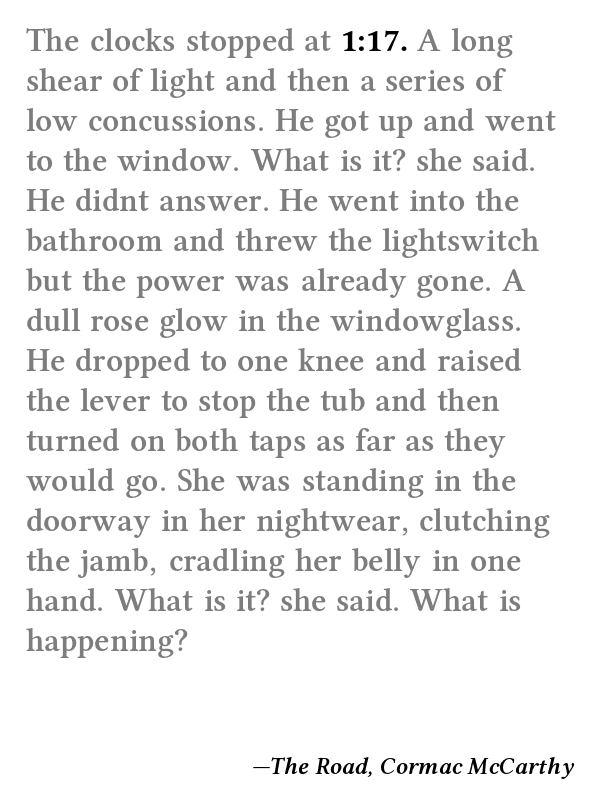 The clocks stopped at 1:17. A long
shear of light and then a series of
low concussions. He got up and went
to the window. What is it? she said.
He didnt answer. He went into the
bathroom and threw the lightswitch
but the power was already gone. A
dull rose glow in the windowglass.
He dropped to one knee and raised
the lever to stop the tub and then
turned on both taps as far as they
would go. She was standing in the
doorway in her nightwear, clutching
the jamb, cradling her belly in one
hand. What is it? she said. What is
happening?
—The Road, Cormac McCarthy